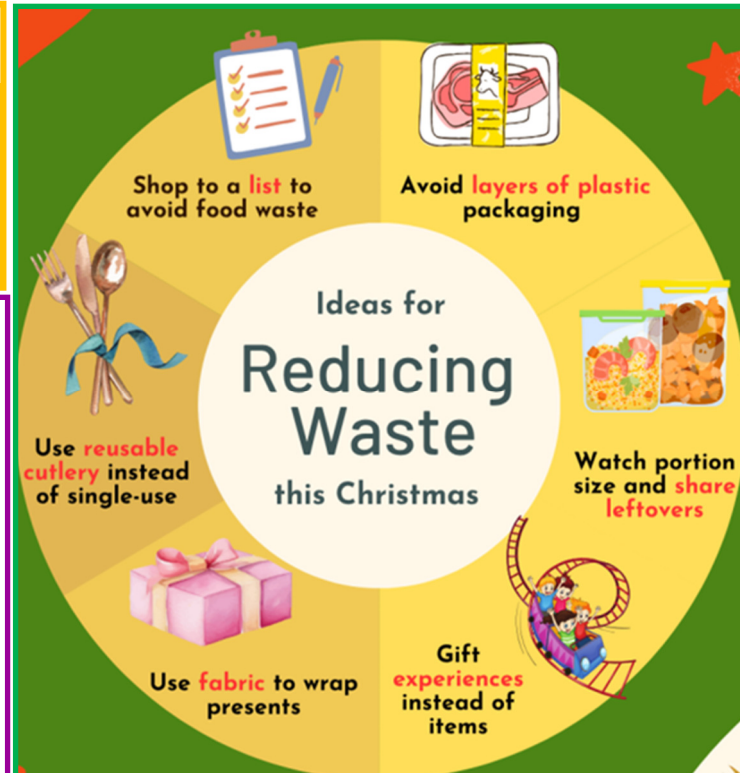 Ideas for
Reducing
Waste
this Christmas
Shop to a list to
avoid food waste
Avoid layers of plastic
packaging
Watch portion
size and share
leftovers
Gift
experiences
instead of
items
Use fabric to wrap
presents
Use reusable
cutlery instead
of single-use